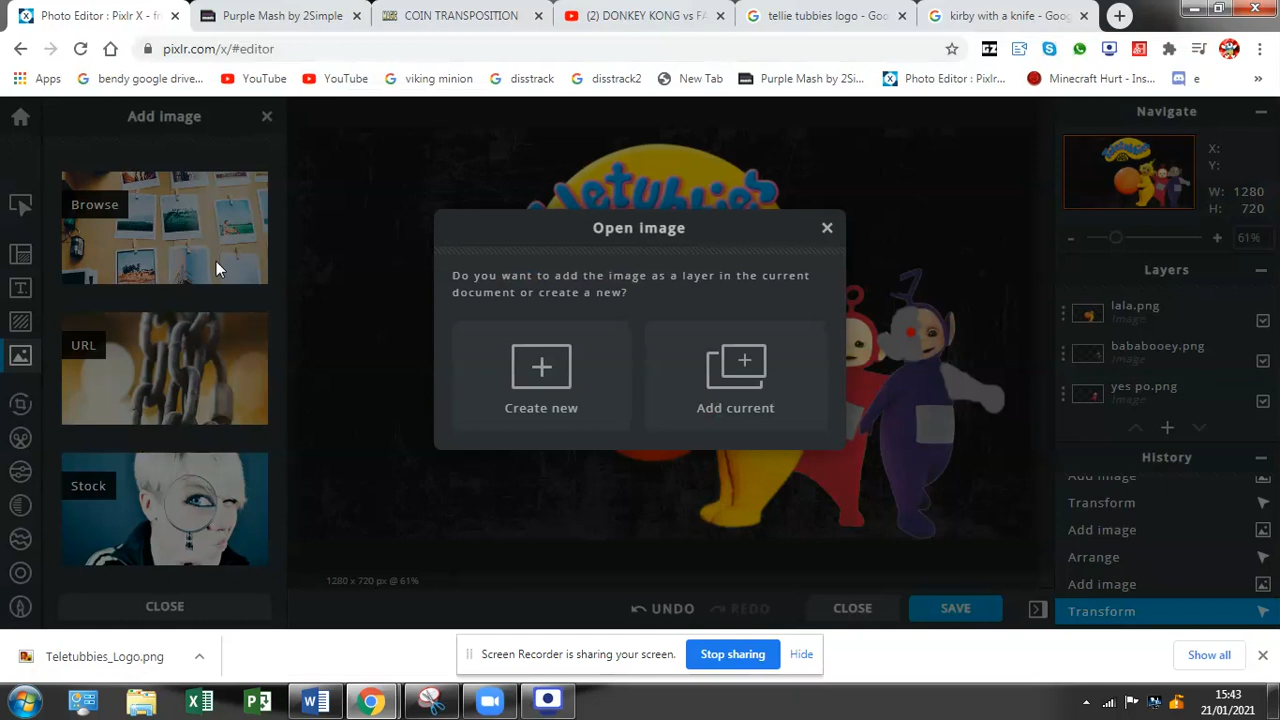 Photo Editor : Pixlr X - fr
Purple Mash by 2Simple
COIN TRANSPOSITION
(2) DONKEY KONG vs FA
tellie tubbies logo - Goo
kirby with a knife - Goog
pixlr.com/x/#editor
Apps
bendy google drive...
YouTube
YouTube
viking minion
disstrack
disstrack2
New Tab
Purple Mash by 2Si...
Photo Editor : Pixlr...
Minecraft Hurt - Ins...
e
»
Add image
Browse
URL
Stock
CLOSE
Teletubbies
Open image
Do you want to add the image as a layer in the current
document or create a new?
Create new
Add current
1280 x 720 px @ 61%
UNDO
REDO
CLOSE
SAVE
Navigate
X:
Y:
W: 1280
H: 720
61%
Layers
lala.png
Image
bababooey.png
Image
yes po.png
Image
History
Add image
Transform
Add image
Arrange
Add image
Transform
Teletubbies_Logo.png
Screen Recorder is sharing your screen.
Stop sharing
Hide
Show all
15:43
21/01/2021